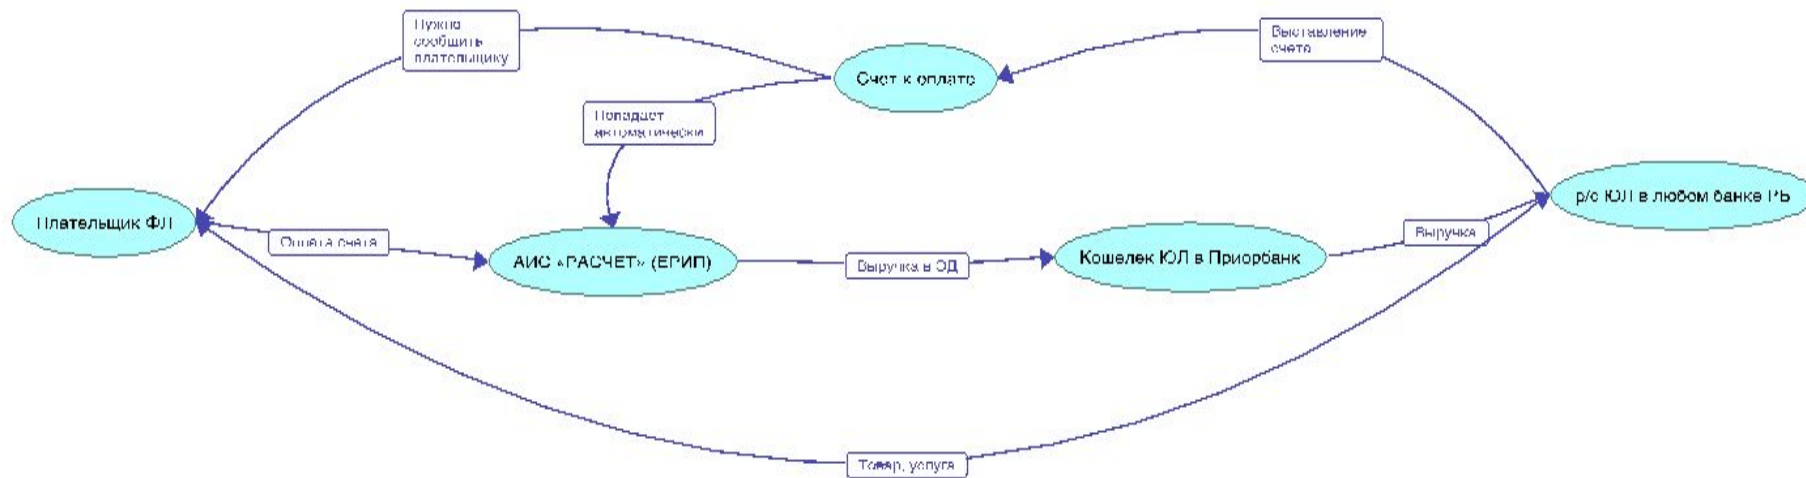 Нужно
сообщить
плательщику
Выставление
счета
Счет к оплате
Попадает
автоматически
Плательщик ФЛ
Оплата счета
АИС «РАСЧЕТ» (ЕРИП)
Выручка в ЭД
Кошелек ЮЛ в Приорбанк
Выручка
р/с ЮЛ в любом банке РБ
Товар, услуга